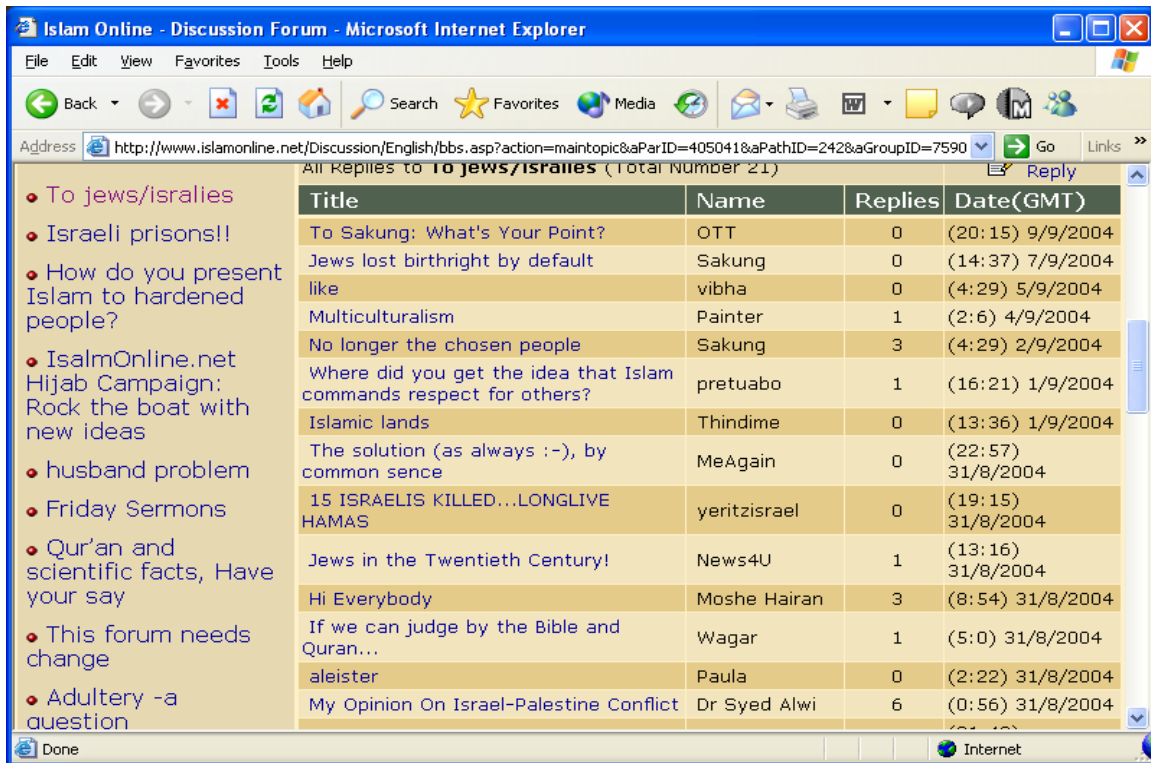 Islam Online - Discussion Forum - Microsoft Internet Explorer
File Edit View Favorites Tools Help
Back Search Favorites Media
Address http://www.islamonline.net/Discussion/English/bbs.asp?action=maintopic&aParID=405041&aPathID=242&aGroupID=7590 Go Links »
To jews/isralies
Israeli prisons!!
How do you present
Islam to hardened
people?
IsalmOnline.net
Hijab Campaign:
Rock the boat with
new ideas
husband problem
Friday Sermons
Qur'an and
scientific facts, Have
your say
This forum needs
change
Adultery -a
question
All Replies to To jews/isralies (Total Number 21) Reply
Title Name Replies Date(GMT)
To Sakung: What's Your Point? OTT 0 (20:15) 9/9/2004
Jews lost birthright by default Sakung 0 (14:37) 7/9/2004
like vibha 0 (4:29) 5/9/2004
Multiculturalism Painter 1 (2:6) 4/9/2004
No longer the chosen people Sakung 3 (4:29) 2/9/2004
Where did you get the idea that Islam
commands respect for others? pretuabo 1 (16:21) 1/9/2004
Islamic lands Thindime 0 (13:36) 1/9/2004
The solution (as always :-), by
common sence MeAgain 0 (22:57)
31/8/2004
15 ISRAELIS KILLED...LONGLIVE
HAMAS yeritzisrael 0 (19:15)
31/8/2004
Jews in the Twentieth Century! News4U 1 (13:16)
31/8/2004
Hi Everybody Moshe Hairan 3 (8:54) 31/8/2004
If we can judge by the Bible and
Quran... Wagar 1 (5:0) 31/8/2004
aleister Paula 0 (2:22) 31/8/2004
My Opinion On Israel-Palestine Conflict Dr Syed Alwi 6 (0:56) 31/8/2004
Done Internet